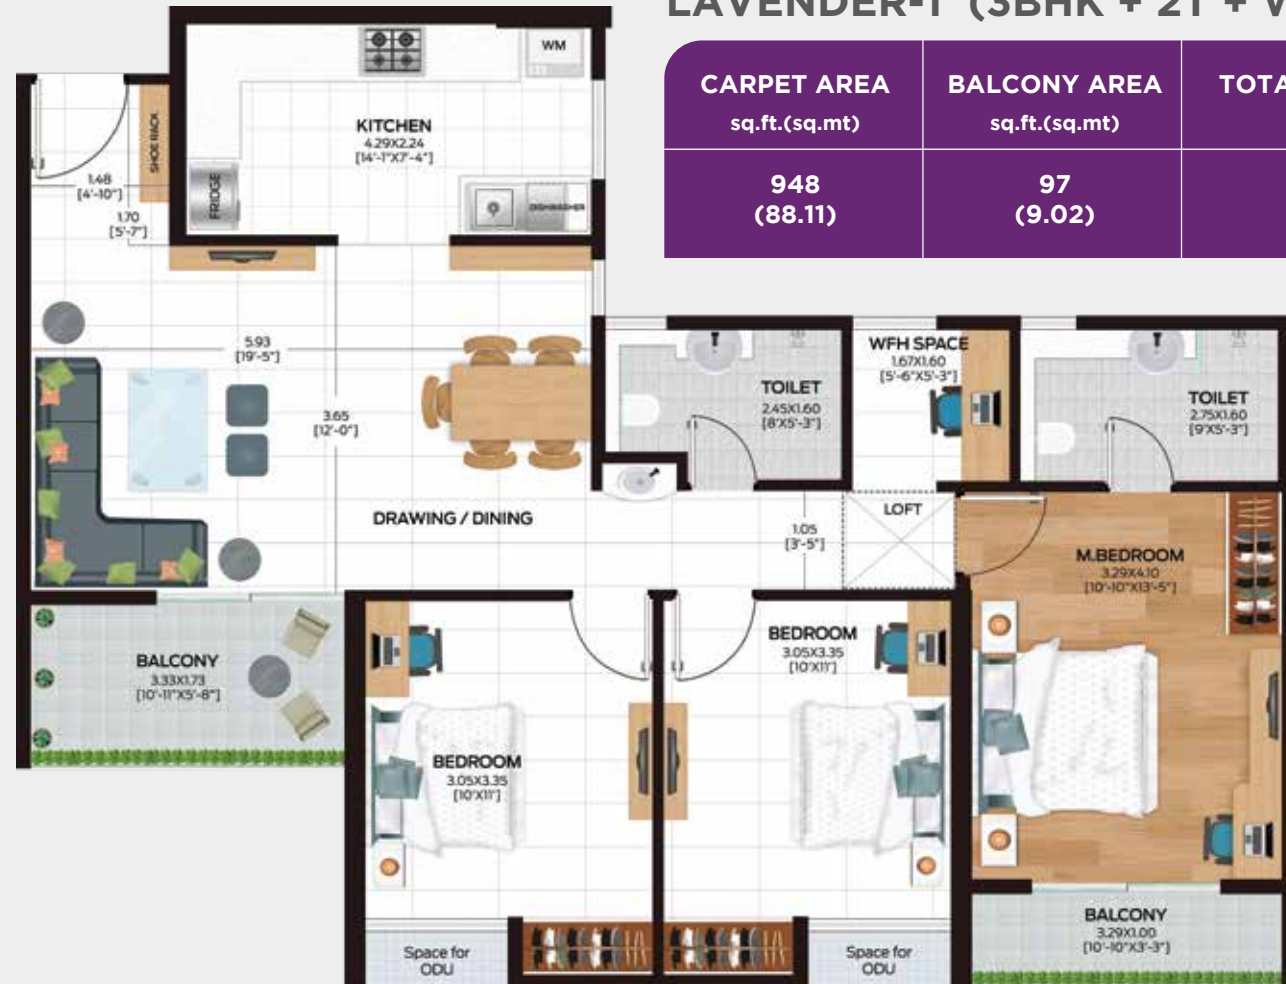 LAVENDER-1 (3BHK + 2T + W
CARPET AREA
sq.ft.(sq.mt)
BALCONY AREA
sq.ft.(sq.mt)
TOTA
948
(88.11)
97
(9.02)
WM
KITCHEN
4.29X2.24
[14'-1"X7'-4"]
SHOE RACK
FRIDGE
DISHWASHER
1.48
[4'-10"]
1.70
[5'-7"]
5.93
[19'-5"]
3.65
[12'-0"]
DRAWING / DINING
TOILET
2.45X1.60
[8'X5'-3"]
WFH SPACE
1.67X1.60
[5'-6"X5'-3"]
TOILET
2.75X1.60
[9'X5'-3"]
1.05
[3'-5"]
LOFT
M.BEDROOM
3.29X4.10
[10'-10"X13'-5"]
BALCONY
3.33X1.73
[10'-11"X5'-8"]
BEDROOM
3.05X3.35
[10'X11']
BEDROOM
3.05X3.35
[10'X11']
Space for
ODU
Space for
ODU
BALCONY
3.29X1.00
[10'-10"X3'-3"]